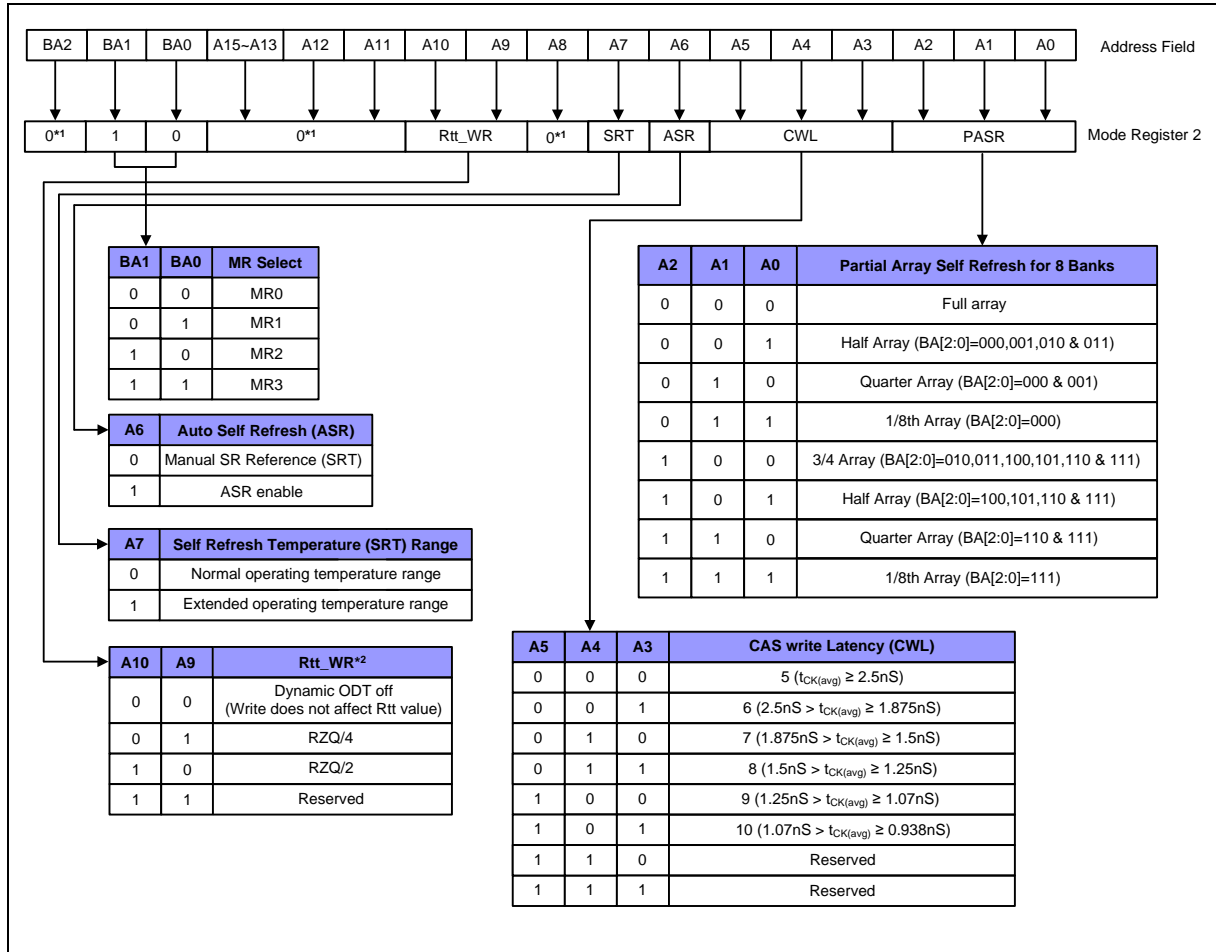 BA2 BA1 BA0 A15~A13 A12 A11 A10 A9 A8 A7 A6 A5 A4 A3 A2 A1 A0 Address Field
0*1 1 0 0*1 Rtt_WR 0*1 SRT ASR CWL PASR Mode Register 2
BA1 BA0 MR Select
0 0 MR0
0 1 MR1
1 0 MR2
1 1 MR3
A6 Auto Self Refresh (ASR)
0 Manual SR Reference (SRT)
1 ASR enable
A7 Self Refresh Temperature (SRT) Range
0 Normal operating temperature range
1 Extended operating temperature range
A10 A9 Rtt_WR*2
0 0 Dynamic ODT off
(Write does not affect Rtt value)
0 1 RZQ/4
1 0 RZQ/2
1 1 Reserved
A2 A1 A0 Partial Array Self Refresh for 8 Banks
0 0 0 Full array
0 0 1 Half Array (BA[2:0]=000,001,010 & 011)
0 1 0 Quarter Array (BA[2:0]=000 & 001)
0 1 1 1/8th Array (BA[2:0]=000)
1 0 0 3/4 Array (BA[2:0]=010,011,100,101,110 & 111)
1 0 1 Half Array (BA[2:0]=100,101,110 & 111)
1 1 0 Quarter Array (BA[2:0]=110 & 111)
1 1 1 1/8th Array (BA[2:0]=111)
A5 A4 A3 CAS write Latency (CWL)
0 0 0 5 (tCK(avg) ≥ 2.5nS)
0 0 1 6 (2.5nS > tCK(avg) ≥ 1.875nS)
0 1 0 7 (1.875nS > tCK(avg) ≥ 1.5nS)
0 1 1 8 (1.5nS > tCK(avg) ≥ 1.25nS)
1 0 0 9 (1.25nS > tCK(avg) ≥ 1.07nS)
1 0 1 10 (1.07nS > tCK(avg) ≥ 0.938nS)
1 1 0 Reserved
1 1 1 Reserved